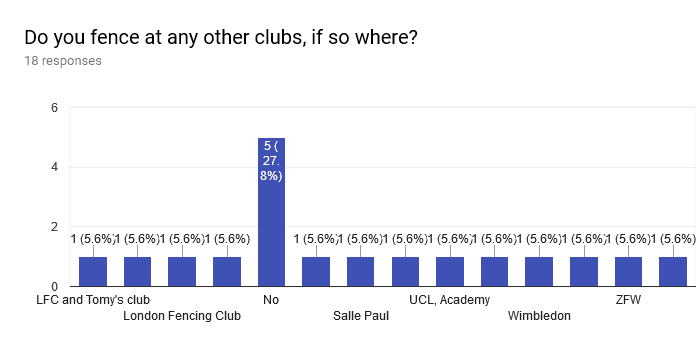 Do you fence at any other clubs, if so where?
18 responses
6
4
2
0
1 (5.6%)
1 (5.6%)
1 (5.6%)
1 (5.6%)
5 (
27.
8%)
1 (5.6%)
1 (5.6%)
1 (5.6%)
1 (5.6%)
1 (5.6%)
1 (5.6%)
1 (5.6%)
1 (5.6%)
1 (5.6%)
LFC and Tomy's club
London Fencing Club
No
Salle Paul
UCL, Academy
Wimbledon
ZFW